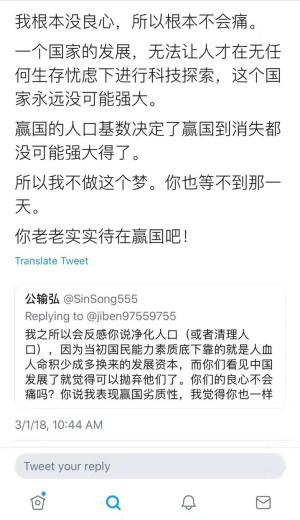 我根本没良心，所以根本不会痛。
一个国家的发展，无法让人才在无任
何生存忧虑下进行科技探索，这个国
家永远没可能强大。
赢国的人口基数决定了赢国到消失都
没可能强大得了。
所以我不做这个梦。你也等不到那一
天。
你老老实实待在赢国吧！
Translate Tweet
公输弘 @SinSong555
Replying to @jiben97559755
我之所以会反感你说净化人口（或者清理人
口），因为当初国民能力素质底下靠的就是人血
人命积少成多换来的发展资本，而你们看见中国
发展了就觉得可以抛弃他们了。你们的良心不会
痛吗？你说我表现赢国劣质性，我觉得你也一样
3/1/18, 10:44 AM
Tweet your reply